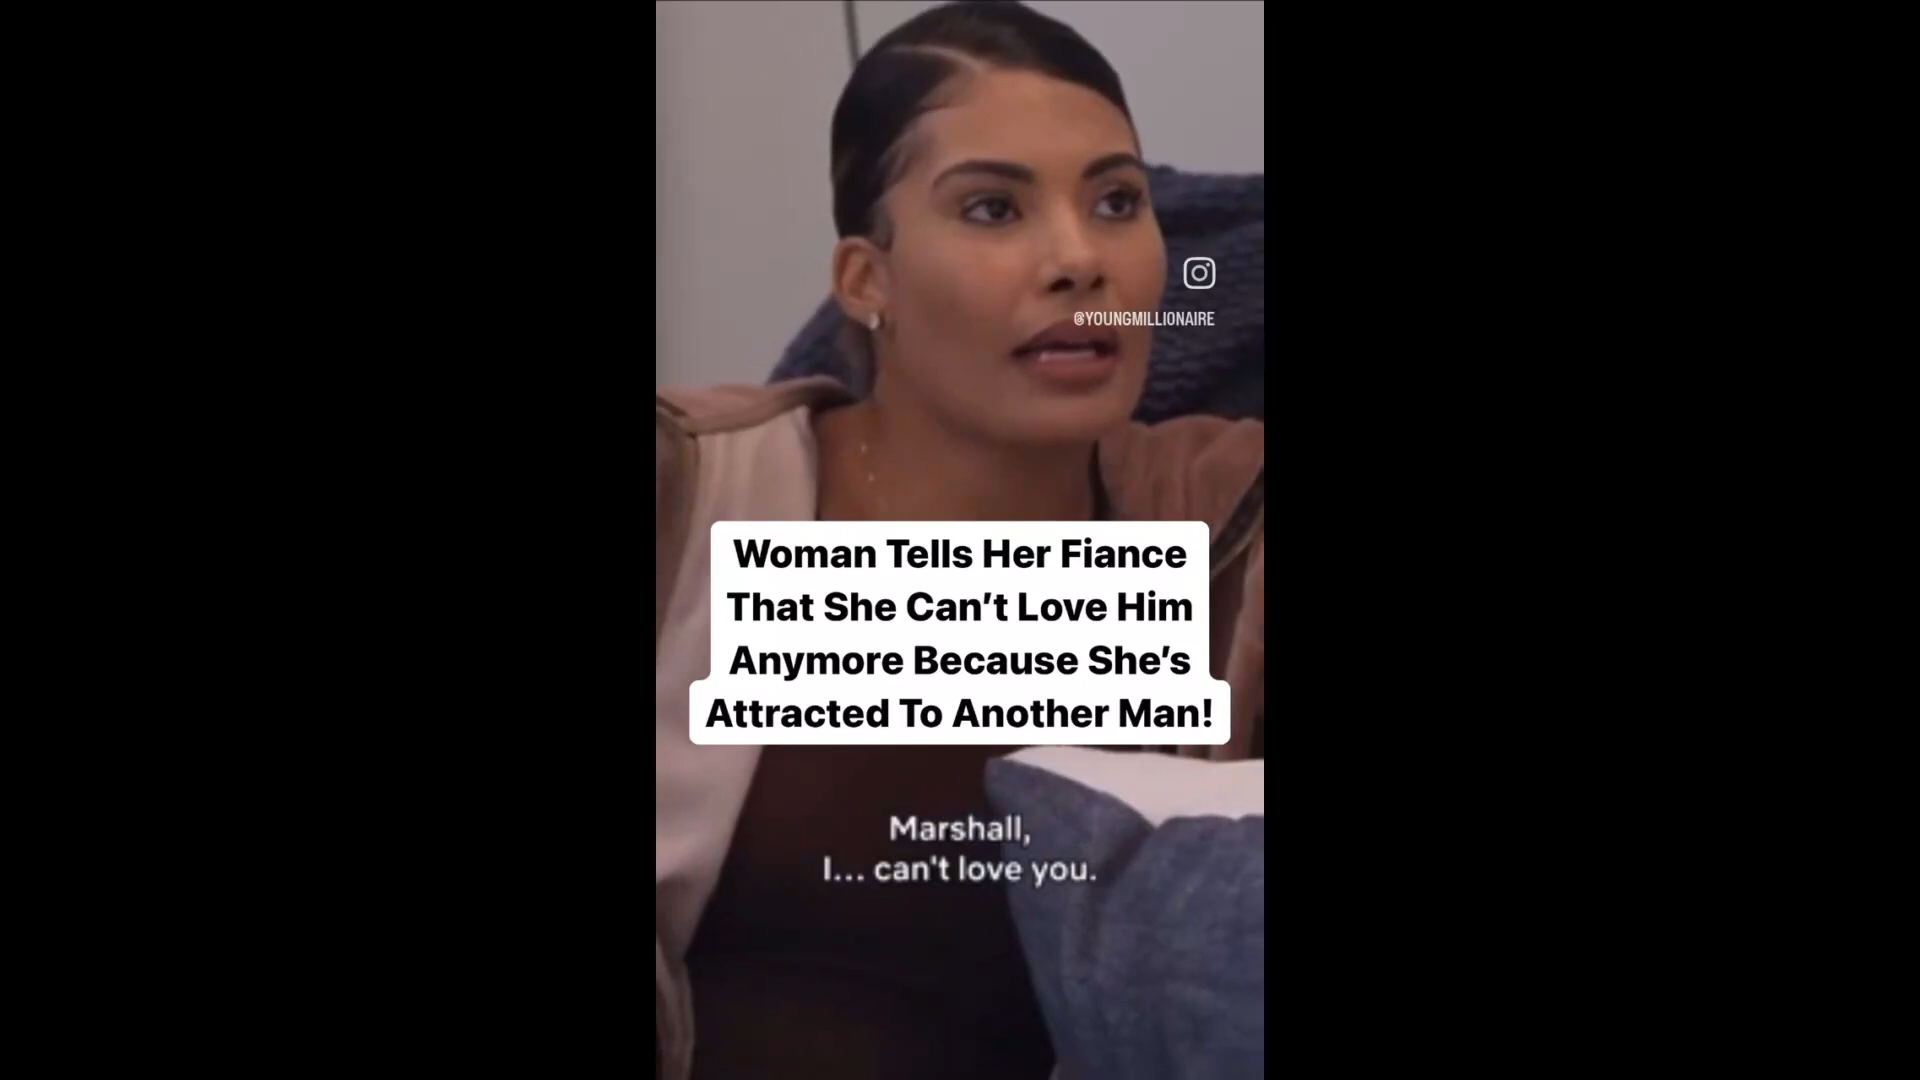 @YOUNGMILLIONAIRE
Woman Tells Her Fiance
That She Can't Love Him
Anymore Because She's
Attracted To Another Man!
Marshall,
I... can't love you.